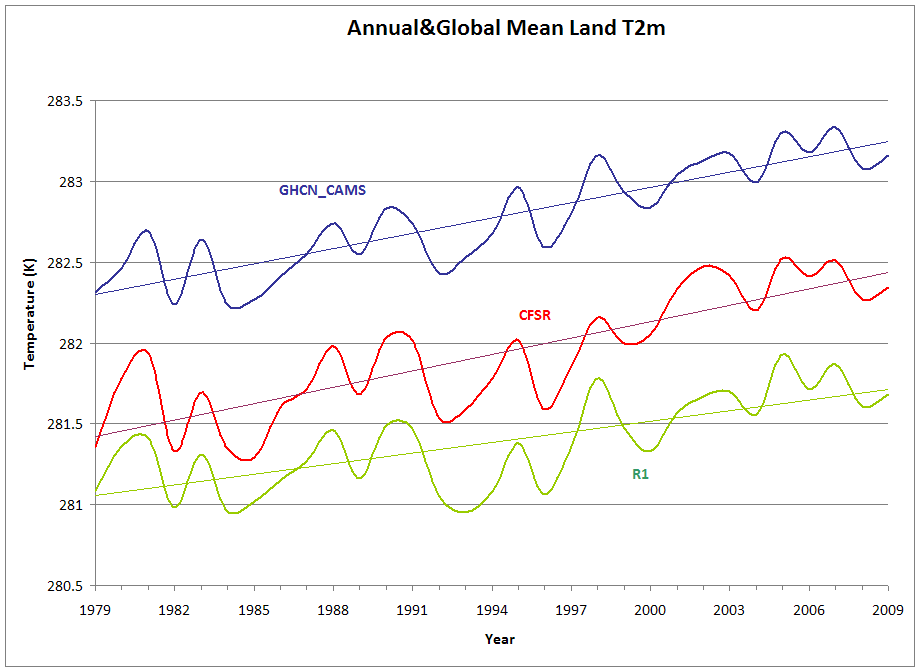 Annual&Global Mean Land T2m
Temperature (K)
283.5
283
282.5
282
281.5
281
280.5
GHCN_CAMS
CFSR
R1
1979 1982 1985 1988 1991 1994 1997 2000 2003 2006 2009
Year